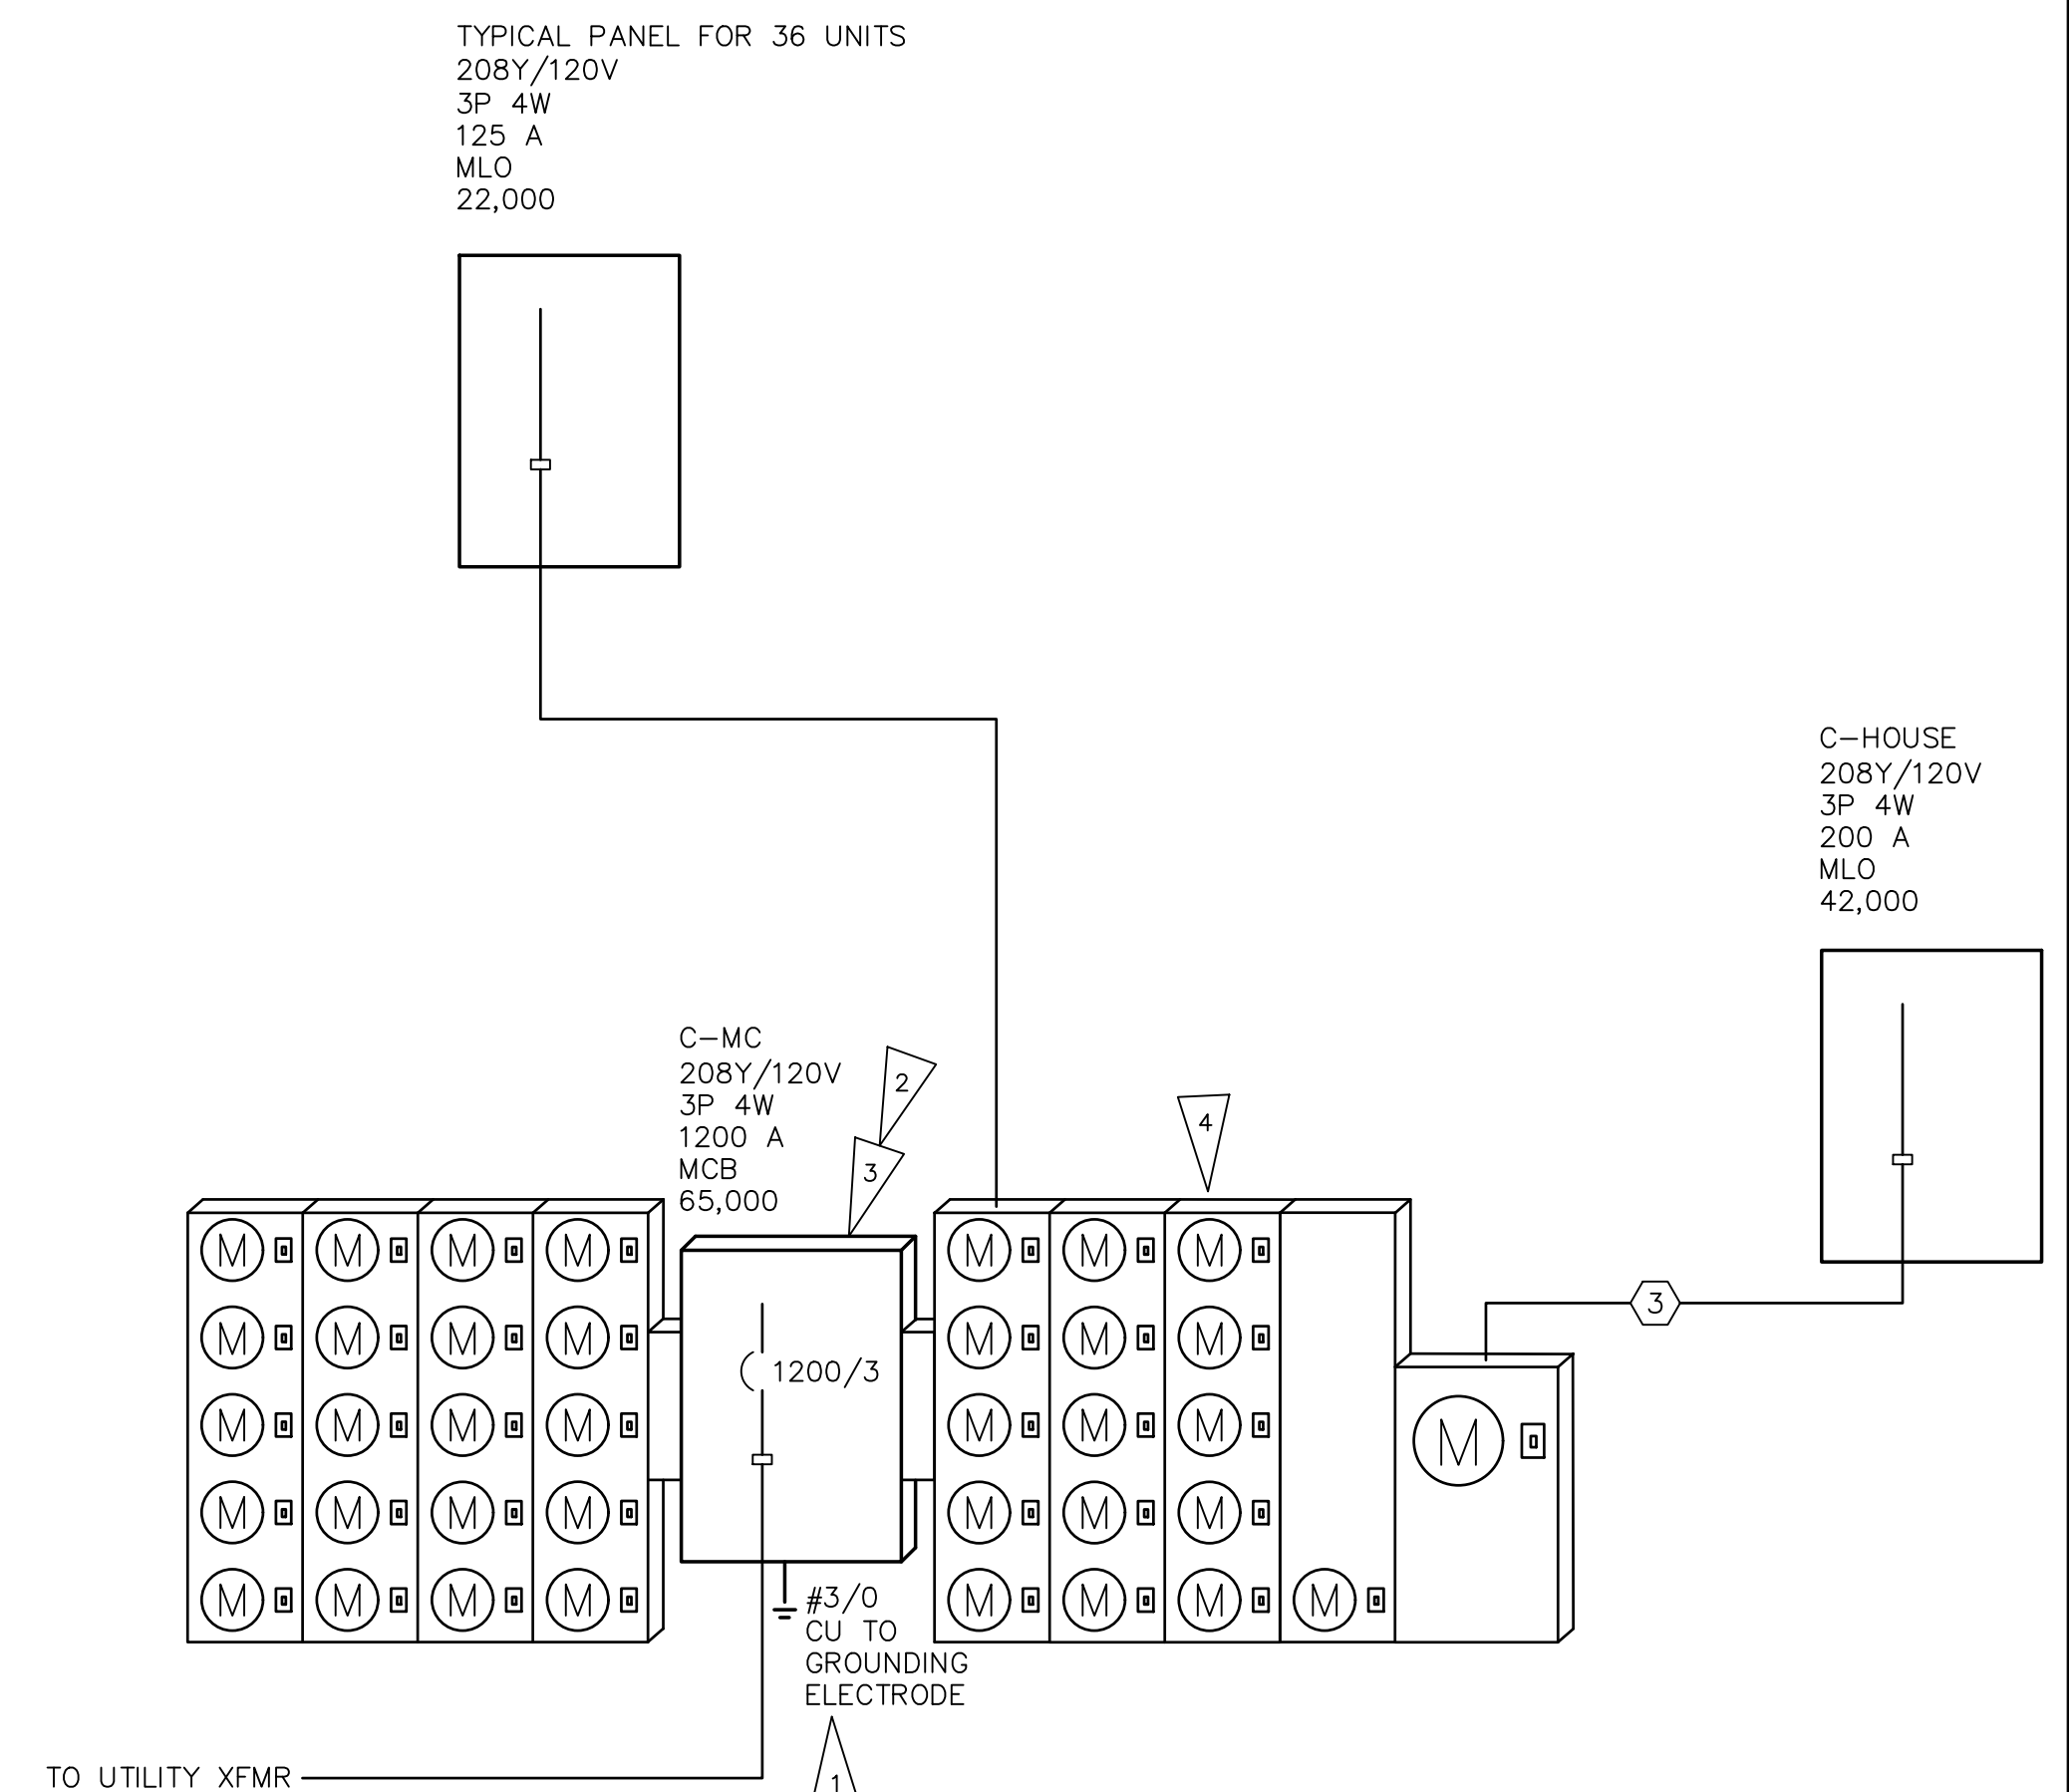 TYPICAL PANEL FOR 36 UNITS
208Y/120V
3P 4W
125 A
MLO
22,000
C-HOUSE
208Y/120V
3P 4W
200 A
MLO
42,000
C-MC
208Y/120V
3P 4W
1200 A
MCB
65,000
2
3
4
3
M M M M M M M
M M M M M M M
1200/3
M M M M M M M
M
M M M M M M M
M M M M M M M M
#3/0
CU TO
GROUNDING
ELECTRODE
TO UTILITY XFMR
1